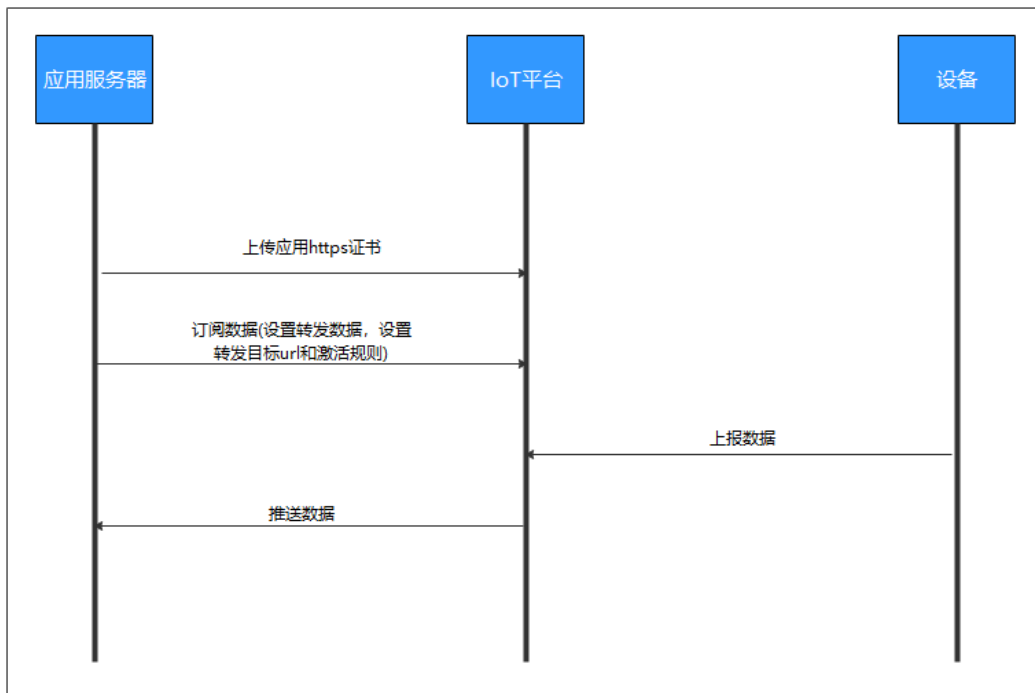 应用服务器
IoT平台
设备
上传应用https证书
订阅数据(设置转发数据，设置
转发目标url和激活规则)
上报数据
推送数据